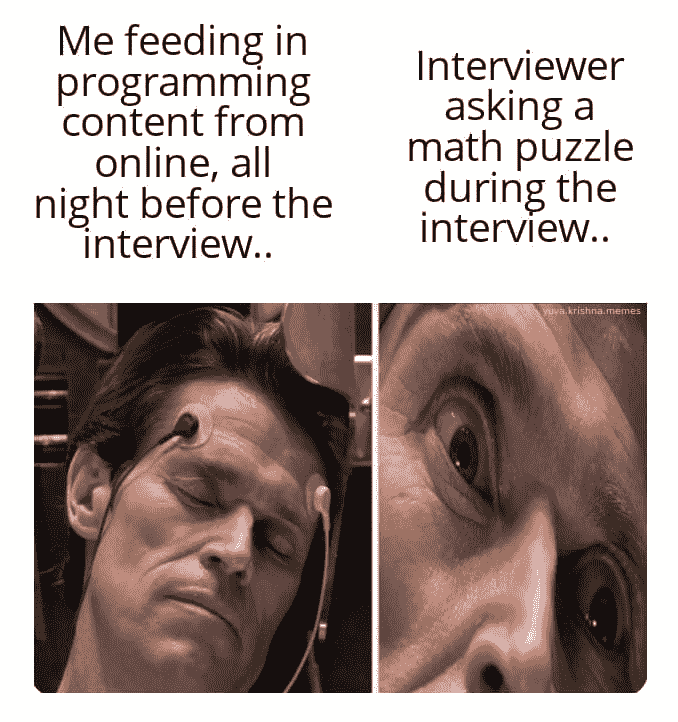 Me feeding in
programming
content from
online, all
night before the
interview..
Interviewer
asking a
math puzzle
during the
interview..
yuva.krishna.memes